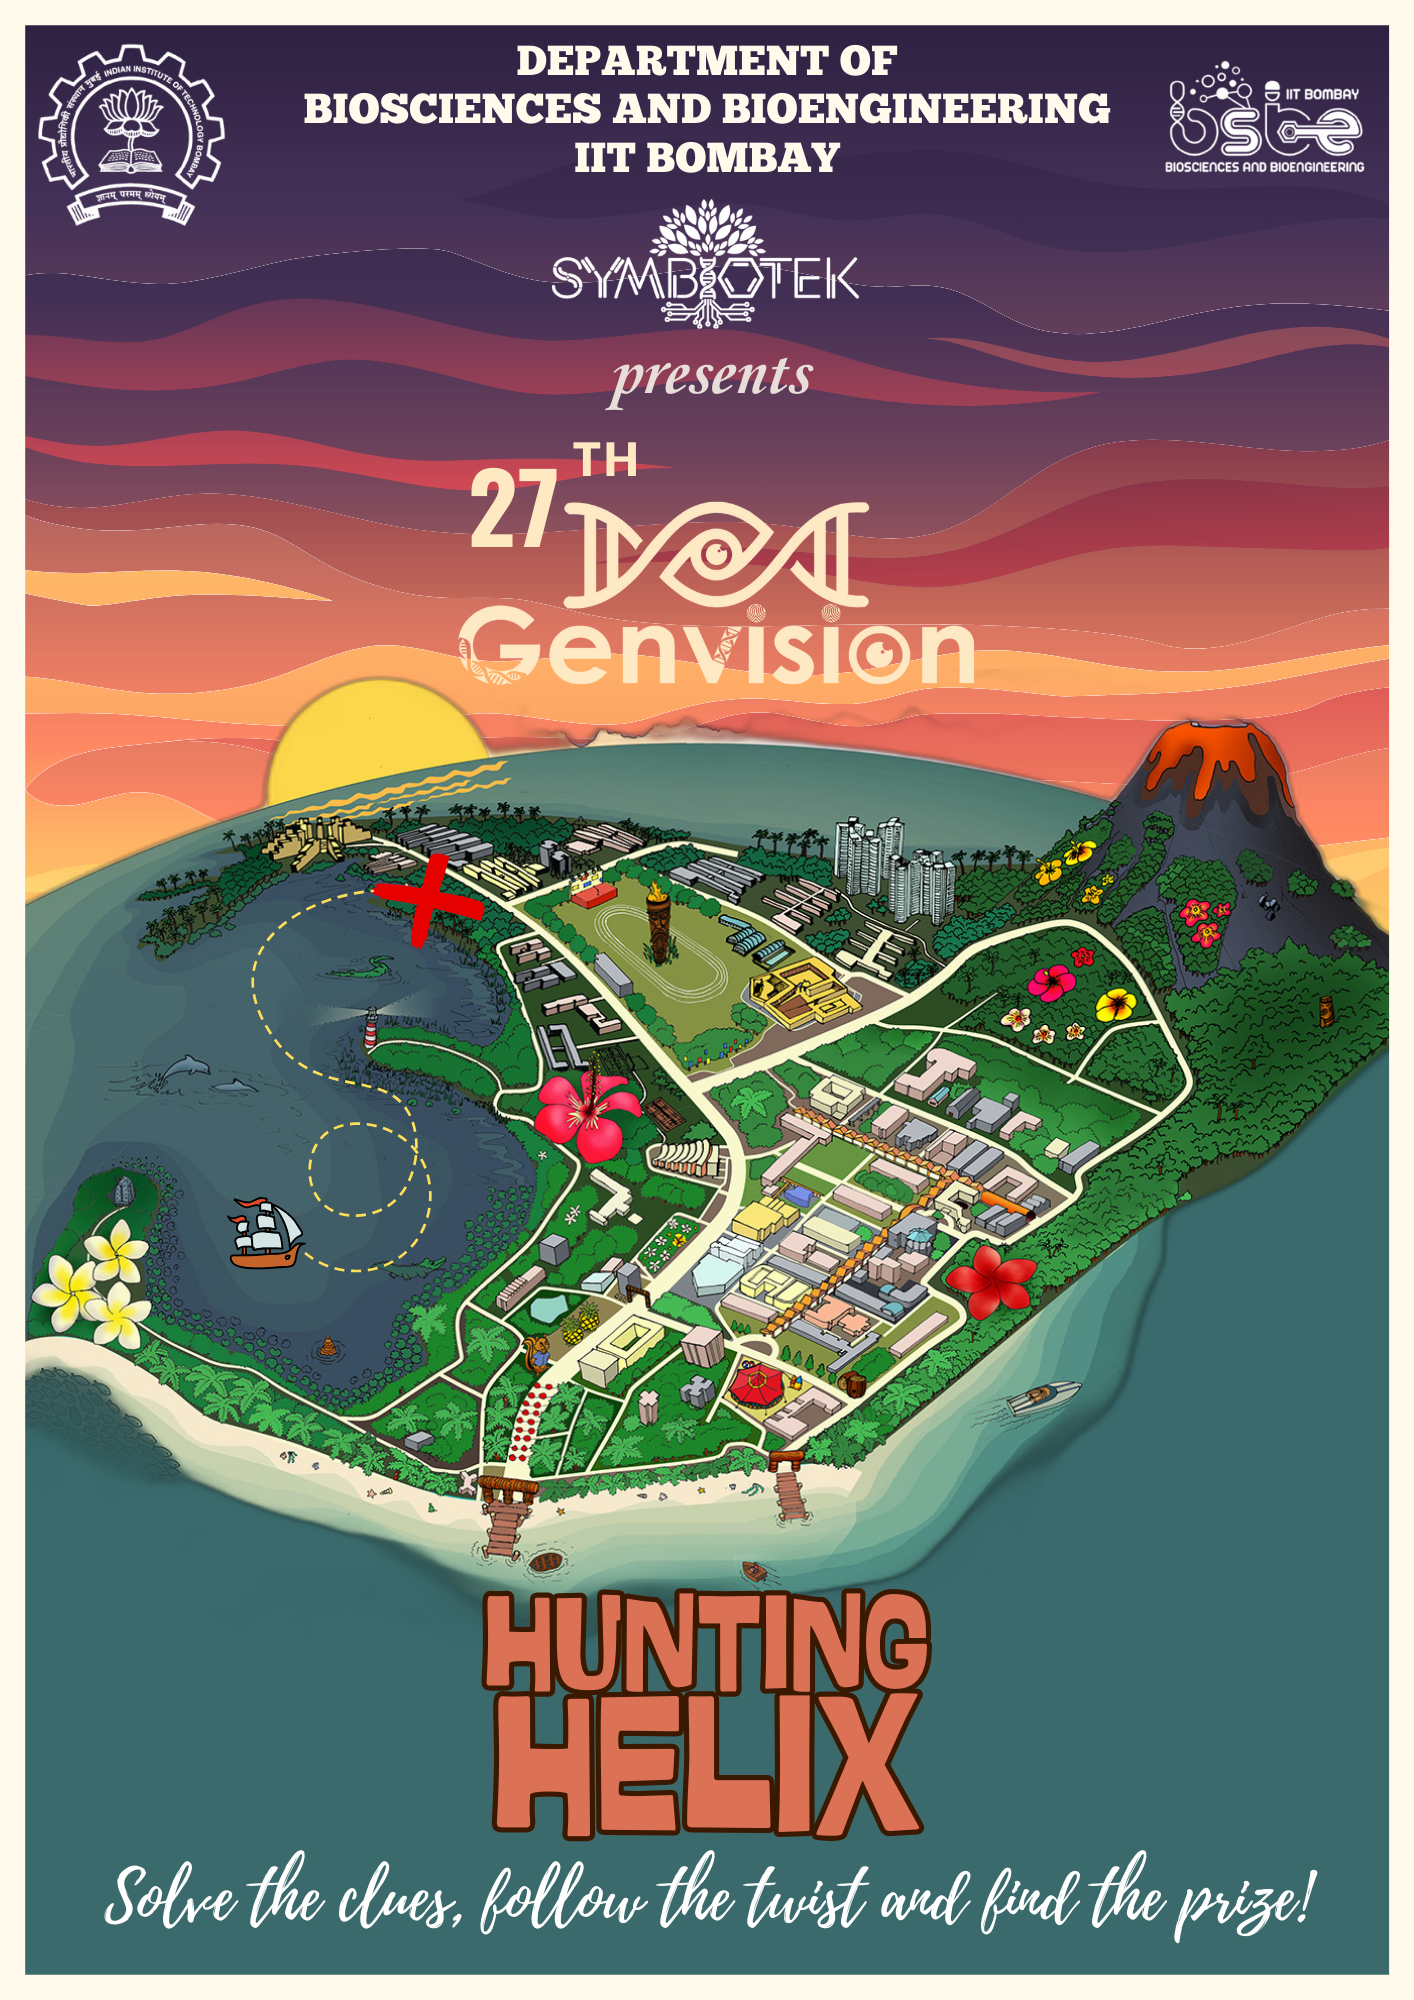 DEPARTMENT OF
BIOSCIENCES AND BIOENGINEERING
IIT BOMBAY
भारतीय प्रौद्योगिकी संस्थान मुंबई
INDIAN INSTITUTE OF TECHNOLOGY BOMBAY
ज्ञानम् परमम् ध्येयम्
IIT BOMBAY
bsbe
BIOSCIENCES AND BIOENGINEERING
SYMBIOTEK
presents
27TH
Genvision
HUNTING
HELIX
Solve the clues, follow the twist and find the prize!